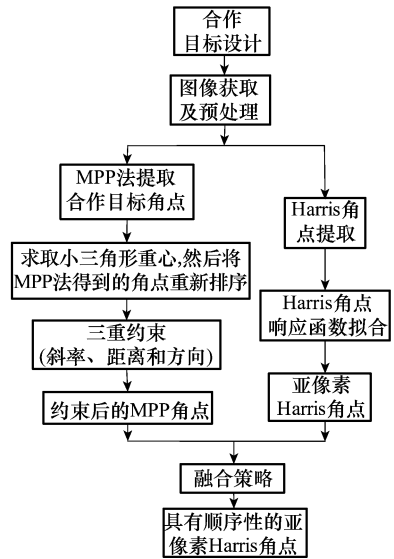 合作
目标设计
图像获取
及预处理
MPP法提取
合作目标角点
求取小三角形重心,然后将
MPP法得到的角点重新排序
三重约束
(斜率、距离和方向)
约束后的MPP角点
Harris角
点提取
Harris角点
响应函数拟合
亚像素
Harris角点
融合策略
具有顺序性的亚
像素Harris角点